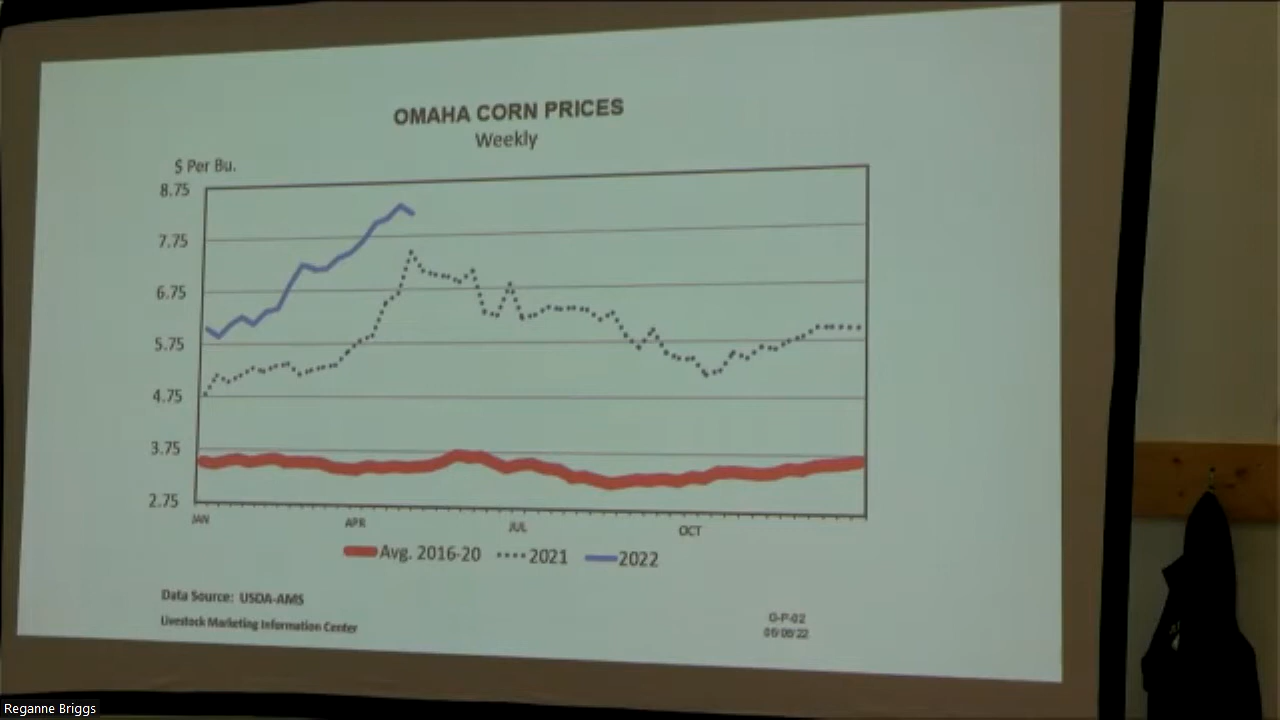 OMAHA CORN PRICES
Weekly
$ Per Bu.
8.75
7.75
6.75
5.75
4.75
3.75
2.75
JAN APR JUL OCT
Avg. 2016-20 2021 2022
Data Source: USDA-AMS
Livestock Marketing Information Center
G-P-02
Reganne Briggs